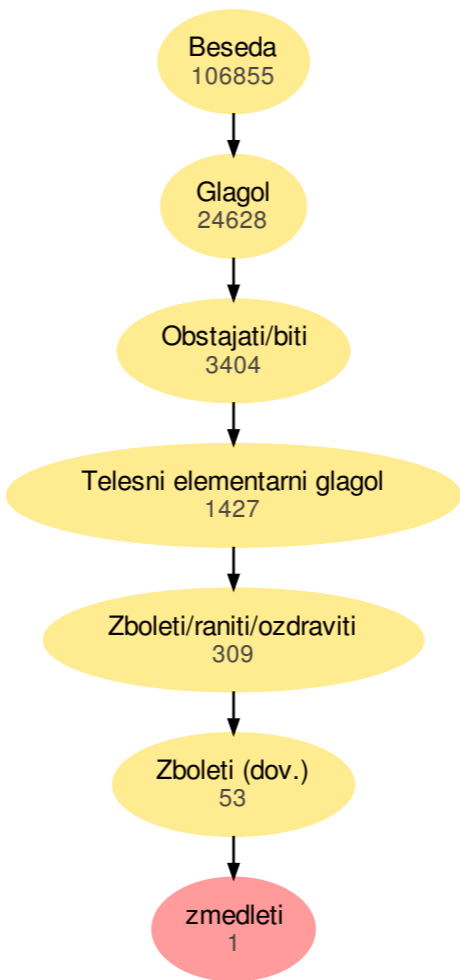 Beseda
106855
Glagol
24628
Obstajati/biti
3404
Telesni elementarni glagol
1427
Zboleti/raniti/ozdraviti
309
Zboleti (dov.)
53
zmedleti
1